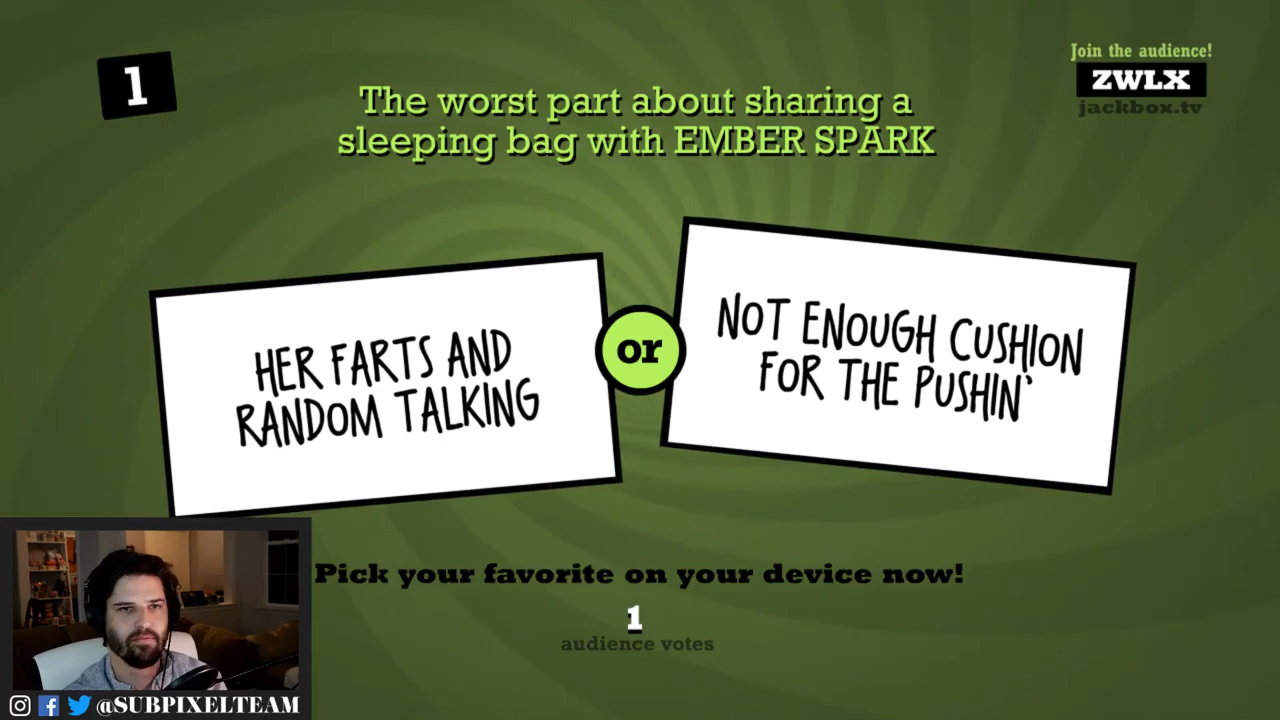 1
Join the audience!
ZWLX
jackbox.tv
The worst part about sharing a
sleeping bag with EMBER SPARK
HER FARTS AND
RANDOM TALKING
or
NOT ENOUGH CUSHION
FOR THE PUSHIN'
Pick your favorite on your device now!
1
audience votes
@SUBPIXELTEAM